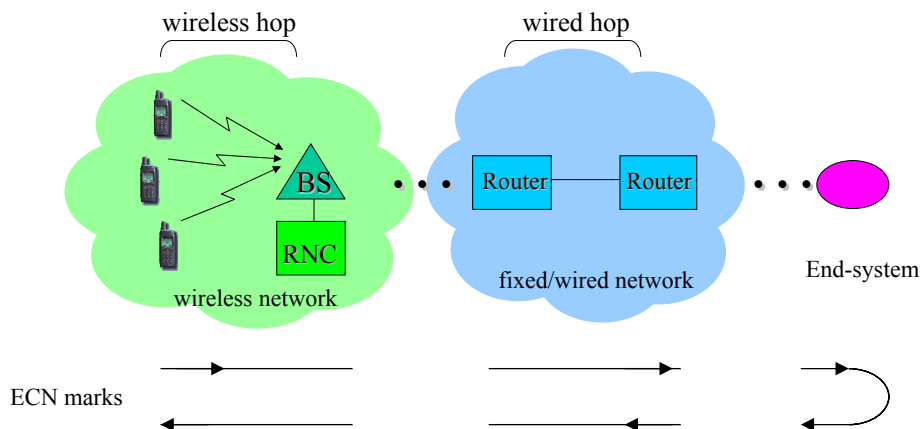 wireless hop
wired hop
BS
Router
Router
RNC
wireless network
fixed/wired network
End-system
ECN marks